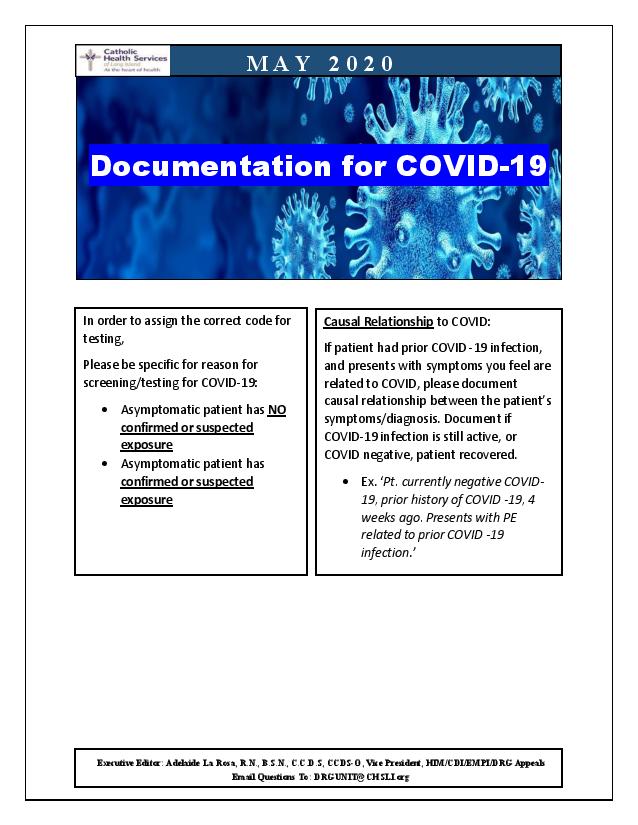 Catholic
Health Services
of Long Island
At the heart of health
MAY 2020
Documentation for COVID-19
In order to assign the correct code for
testing,
Please be specific for reason for
screening/testing for COVID-19:
• Asymptomatic patient has NO
confirmed or suspected
exposure
• Asymptomatic patient has
confirmed or suspected
exposure
Causal Relationship to COVID:
If patient had prior COVID -19 infection,
and presents with symptoms you feel are
related to COVID, please document
causal relationship between the patient's
symptoms/diagnosis. Document if
COVID-19 infection is still active, or
COVID negative, patient recovered.
• Ex. 'Pt. currently negative COVID-
19, prior history of COVID -19, 4
weeks ago. Presents with PE
related to prior COVID -19
infection.'
Executive Editor: Adelaide La Rosa, R.N., B.S.N., C.C.D.S, CCDS-O, Vice President, HIM/CDI/EMPI/DRG Appeals
Email Questions To: DRGUNIT@CHSLI.org